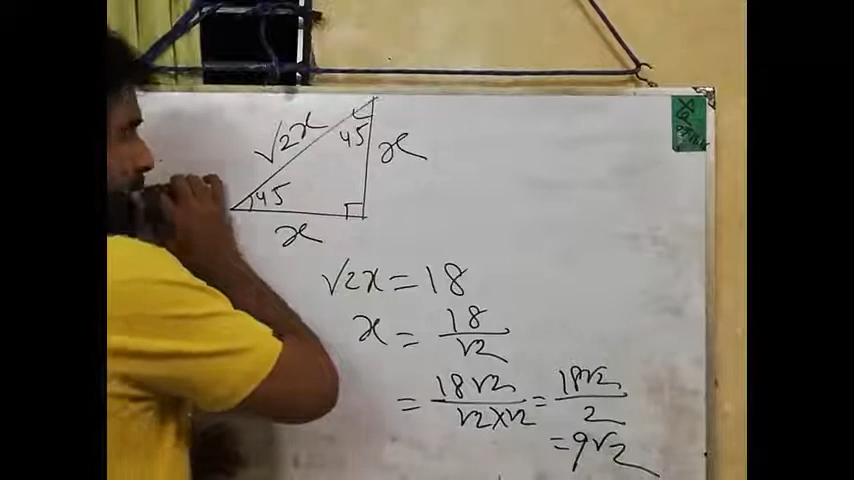 √2x
45
x
45
x
√2x = 18
x = 18/√2
= 18√2/√2×√2 = 18√2/2
= 9√2